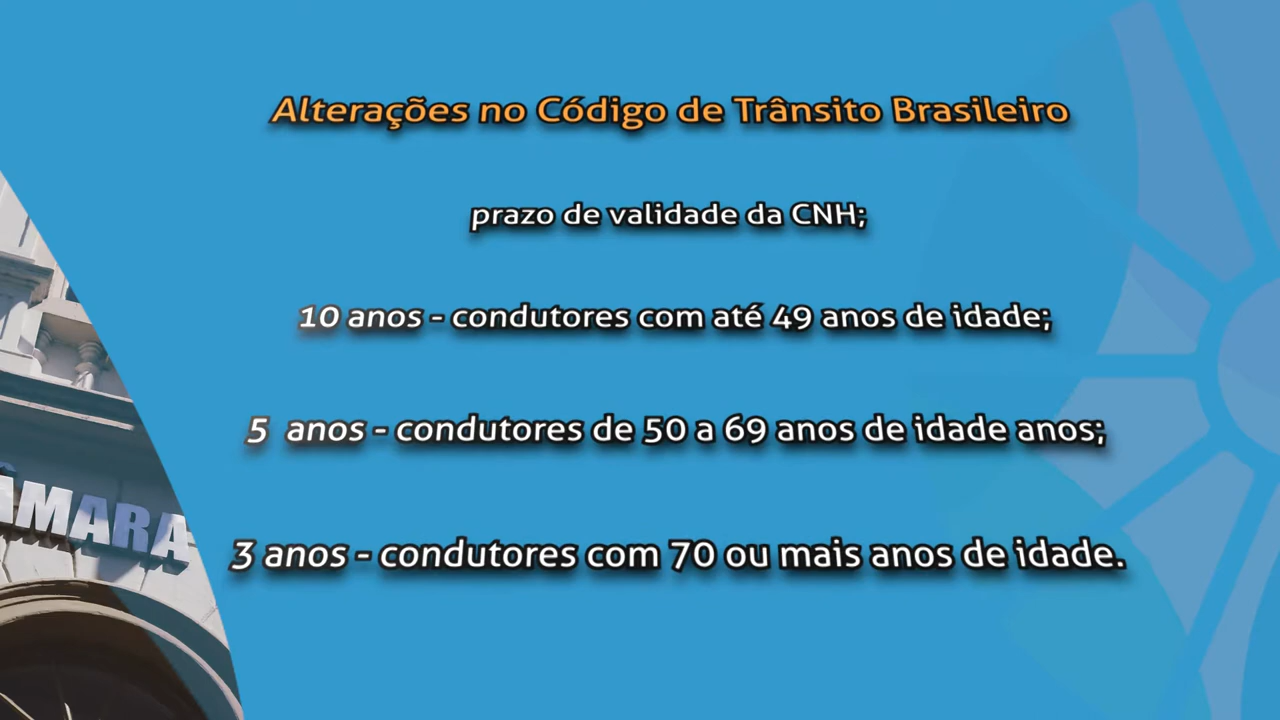 Alterações no Código de Trânsito Brasileiro
prazo de validade da CNH;
10 anos - condutores com até 49 anos de idade;
5 anos - condutores de 50 a 69 anos de idade anos;
3 anos - condutores com 70 ou mais anos de idade.
AMARA